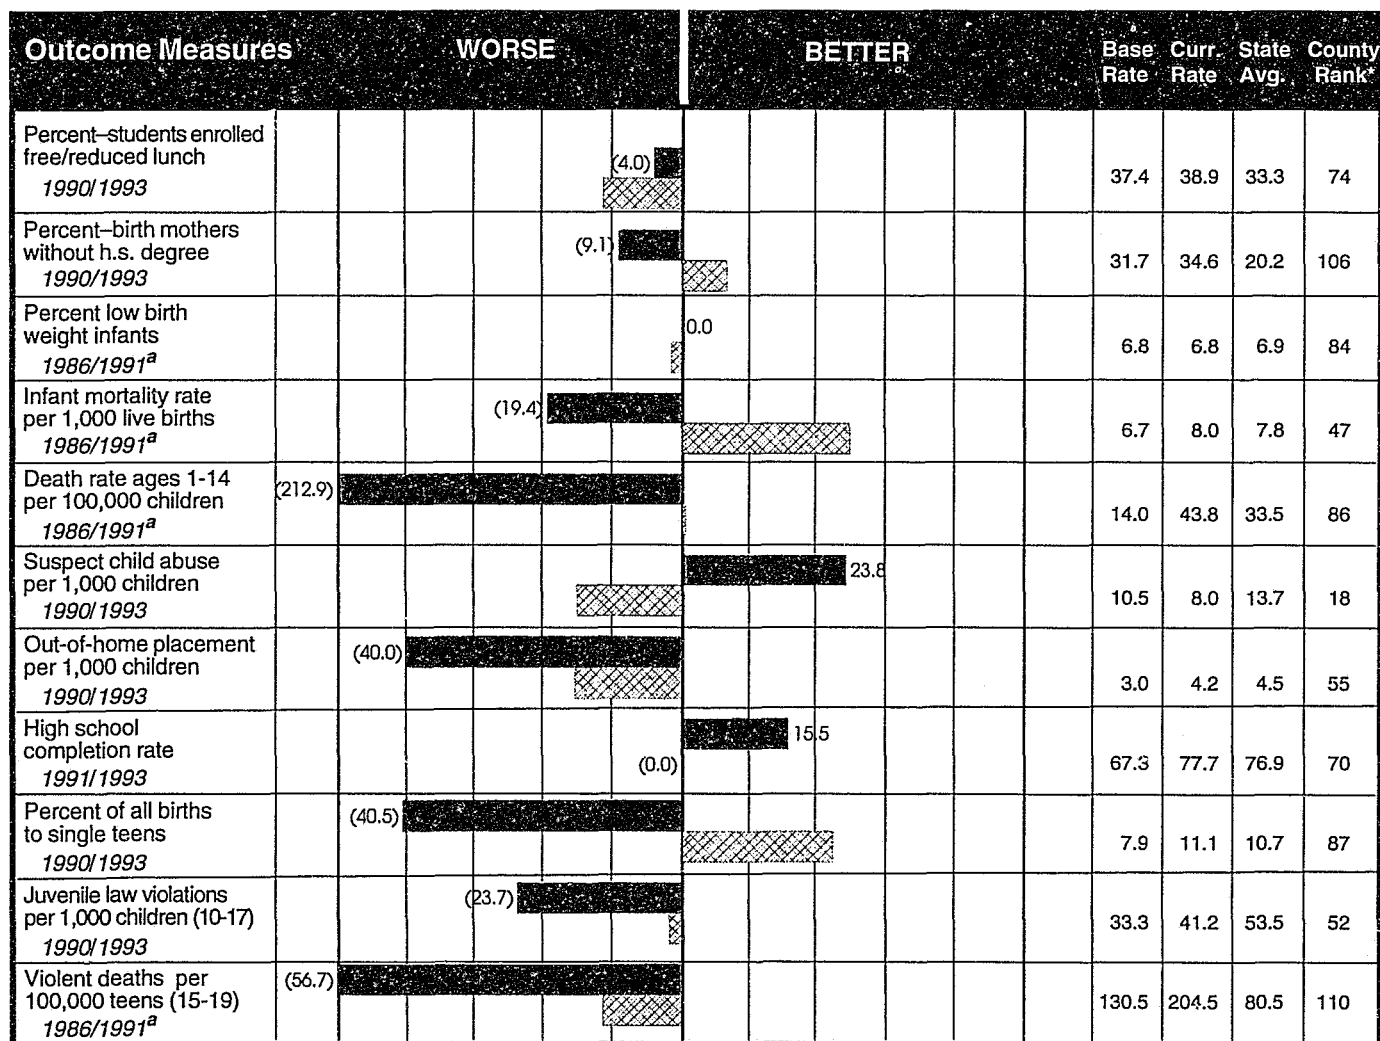 Outcome Measures WORSE BETTER Base Curr. State County
Rate Rate Avg. Rank*
Percent–students enrolled
free/reduced lunch
1990/1993
(4.0)
37.4 38.9 33.3 74
Percent–birth mothers
without h.s. degree
1990/1993
(9.1)
31.7 34.6 20.2 106
Percent low birth
weight infants
1986/1991a
0.0
6.8 6.8 6.9 84
Infant mortality rate
per 1,000 live births
1986/1991a
(19.4)
6.7 8.0 7.8 47
Death rate ages 1-14
per 100,000 children
1986/1991a
(212.9)
14.0 43.8 33.5 86
Suspect child abuse
per 1,000 children
1990/1993
23.8
10.5 8.0 13.7 18
Out-of-home placement
per 1,000 children
1990/1993
(40.0)
3.0 4.2 4.5 55
High school
completion rate
1991/1993
15.5
(0.0)
67.3 77.7 76.9 70
Percent of all births
to single teens
1990/1993
(40.5)
7.9 11.1 10.7 87
Juvenile law violations
per 1,000 children (10-17)
1990/1993
(23.7)
33.3 41.2 53.5 52
Violent deaths per
100,000 teens (15-19)
1986/1991a
(56.7)
130.5 204.5 80.5 110